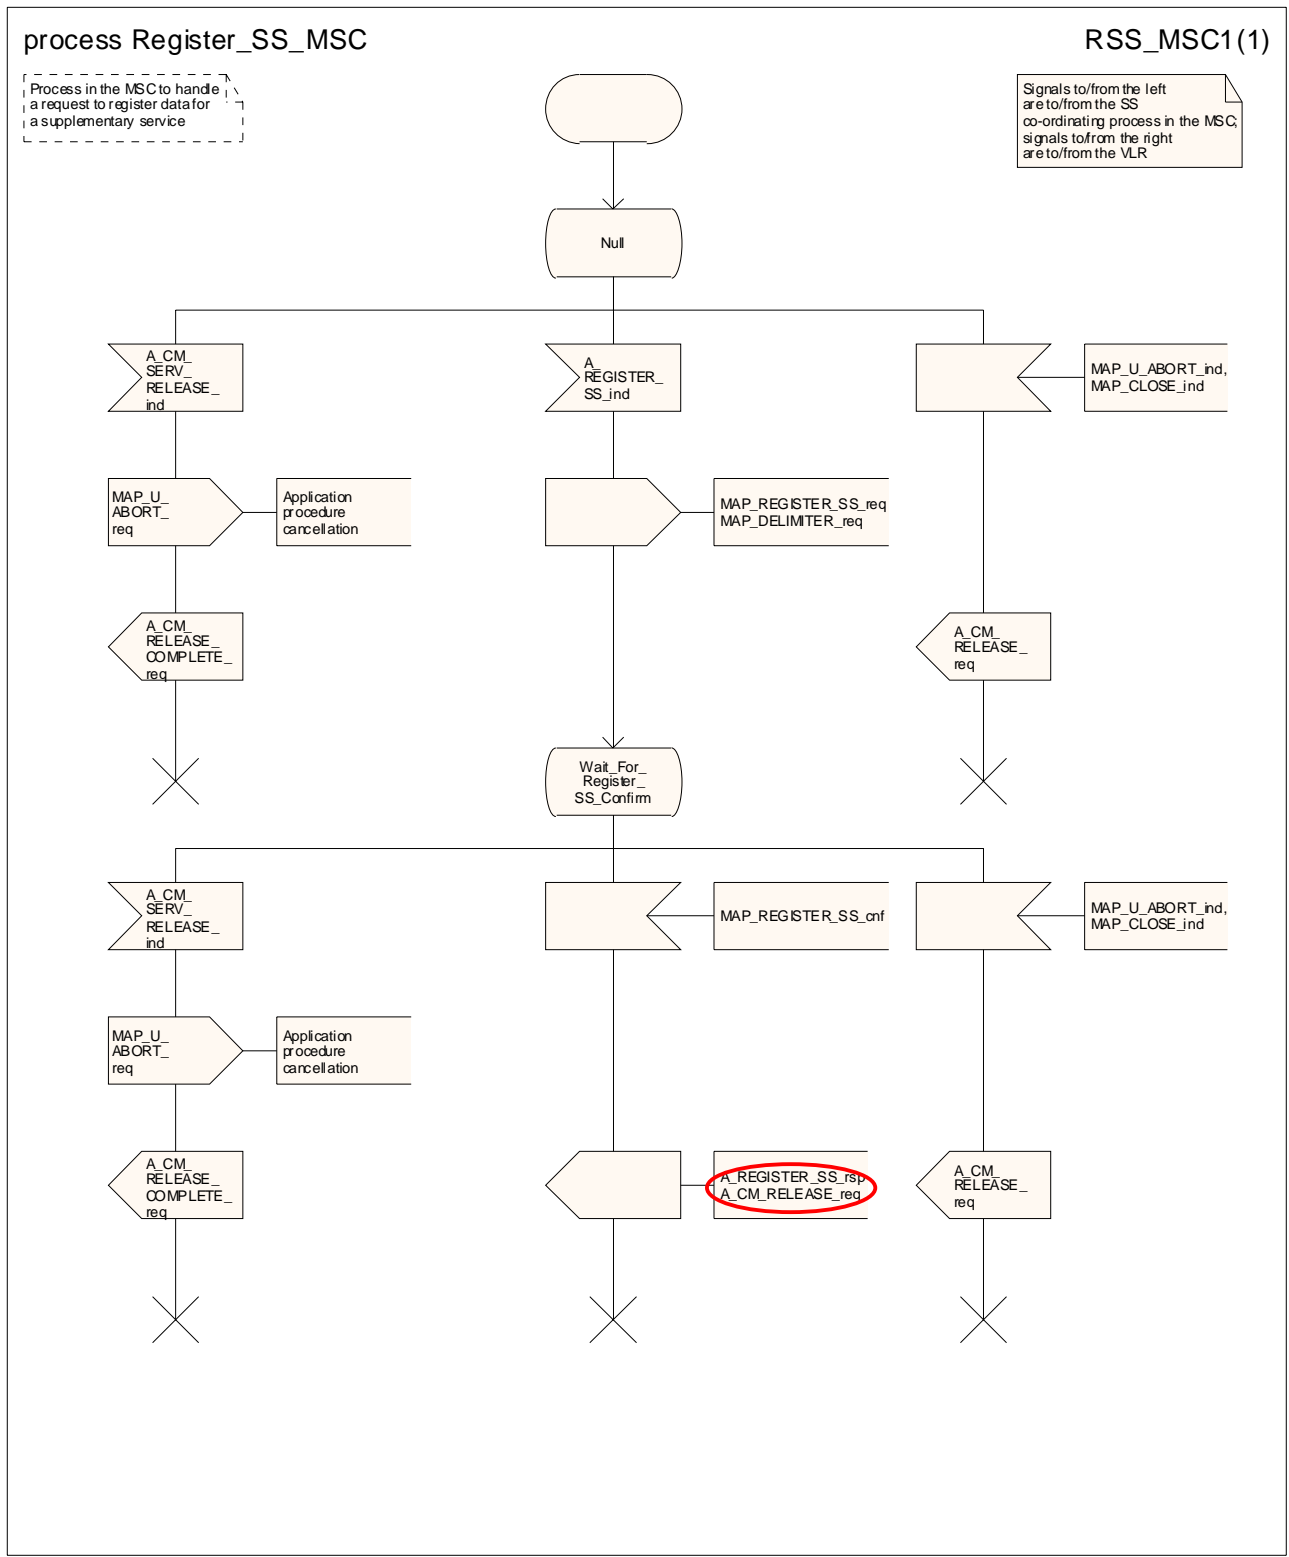 process Register_SS_MSC
RSS_MSC1(1)
Process in the MSC to handle
a request to register data for
a supplementary service
Signals to/from the left
are to/from the SS
co-ordinating process in the MSC;
signals to/from the right
are to/from the VLR
Null
A_CM_
SERV_
RELEASE_
ind
A_
REGISTER_
SS_ind
MAP_U_ABORT_ind,
MAP_CLOSE_ind
MAP_U_
ABORT_
req
Application
procedure
cancellation
MAP_REGISTER_SS_req
MAP_DELIMITER_req
A_CM_
RELEASE_
COMPLETE_
req
A_CM_
RELEASE_
req
Wait_For_
Register_
SS_Confirm
A_CM_
SERV_
RELEASE_
ind
MAP_REGISTER_SS_cnf
MAP_U_ABORT_ind,
MAP_CLOSE_ind
MAP_U_
ABORT_
req
Application
procedure
cancellation
A_CM_
RELEASE_
COMPLETE_
req
A_REGISTER_SS_rsp
A_CM_RELEASE_req
A_CM_
RELEASE_
req